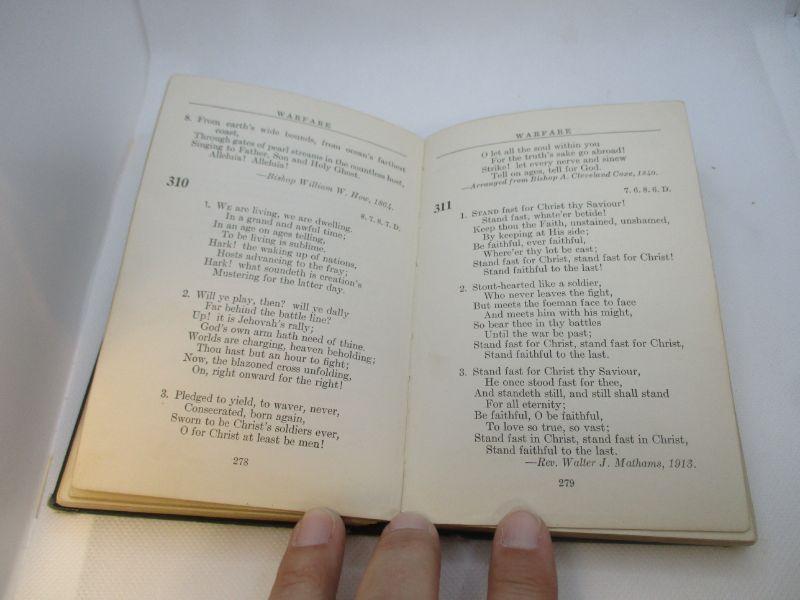 WARFARE
8. From earth's wide bounds, from ocean's farthest
coast,
Through gates of pearl streams in the countless host,
Singing to Father, Son and Holy Ghost.
Alleluia! Alleluia!
—Bishop William W. How, 1864.
310
8. 7. 8. 7. D.
1. WE are living, we are dwelling.
In a grand and awful time;
In an age on ages telling,
To be living is sublime.
Hark! the waking up of nations,
Hosts advancing to the fray;
Hark! what soundeth is creation's
Mustering for the latter day.
2. Will ye play, then? will ye dally
Far behind the battle line?
Up! it is Jehovah's rally;
God's own arm hath need of thine.
Worlds are charging, heaven beholding;
Thou hast but an hour to fight;
Now, the blazoned cross unfolding,
On, right onward for the right!
3. Pledged to yield, to waver, never,
Consecrated, born again,
Sworn to be Christ's soldiers ever,
O for Christ at least be men!
278
WARFARE
O let all the soul within you
For the truth's sake go abroad!
Strike! let every nerve and sinew
Tell on ages, tell for God.
—Arranged from Bishop A. Cleveland Coxe, 1840.
311
7. 6. 8. 6. D.
1. STAND fast for Christ thy Saviour!
Stand fast, whate'er betide!
Keep thou the Faith, unstained, unshamed,
By keeping at His side;
Be faithful, ever faithful,
Where'er thy lot be cast;
Stand fast for Christ, stand fast for Christ!
Stand faithful to the last!
2. Stout-hearted like a soldier,
Who never leaves the fight,
But meets the foeman face to face
And meets him with his might,
So bear thee in thy battles
Until the war be past;
Stand fast for Christ, stand fast for Christ,
Stand faithful to the last.
3. Stand fast for Christ thy Saviour,
He once stood fast for thee,
And standeth still, and still shall stand
For all eternity;
Be faithful, O be faithful,
To love so true, so vast;
Stand fast in Christ, stand fast in Christ,
Stand faithful to the last.
—Rev. Walter J. Mathams, 1913.
279